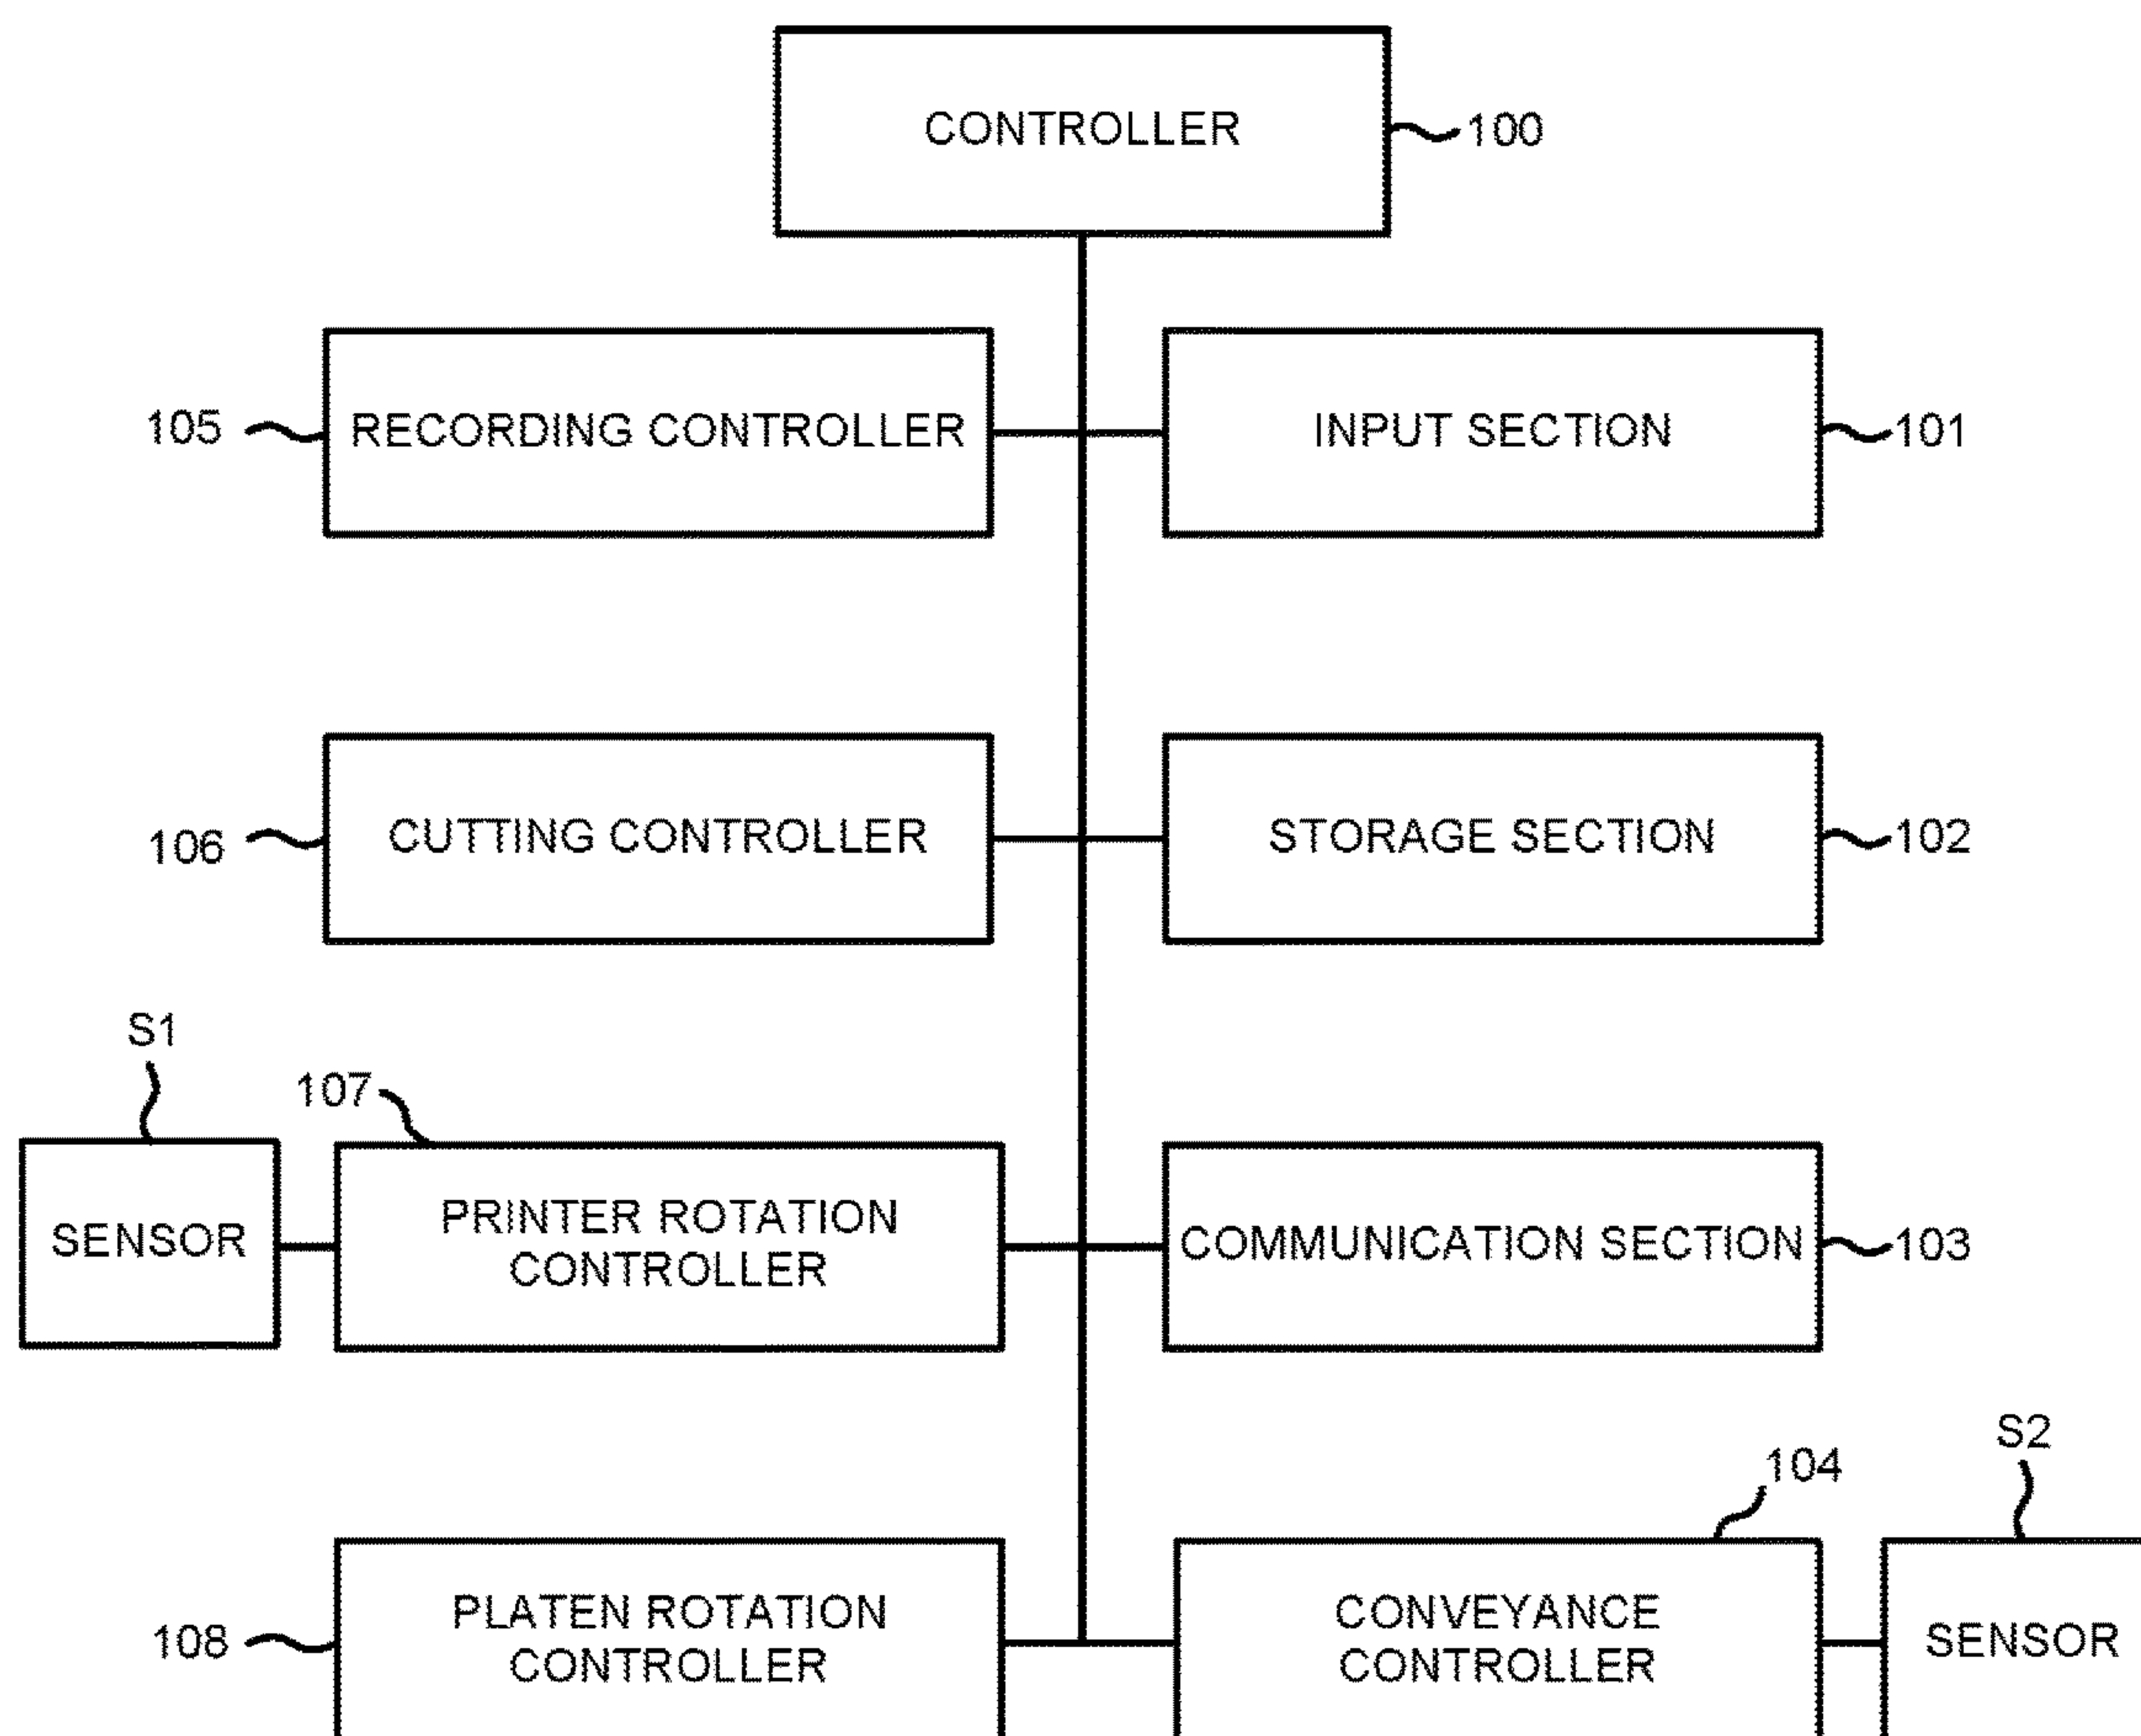 CONTROLLER
100
105
RECORDING CONTROLLER
INPUT SECTION
101
106
CUTTING CONTROLLER
STORAGE SECTION
102
S1
107
SENSOR
PRINTER ROTATION
CONTROLLER
COMMUNICATION SECTION
103
S2
104
108
PLATEN ROTATION
CONTROLLER
CONVEYANCE
CONTROLLER
SENSOR